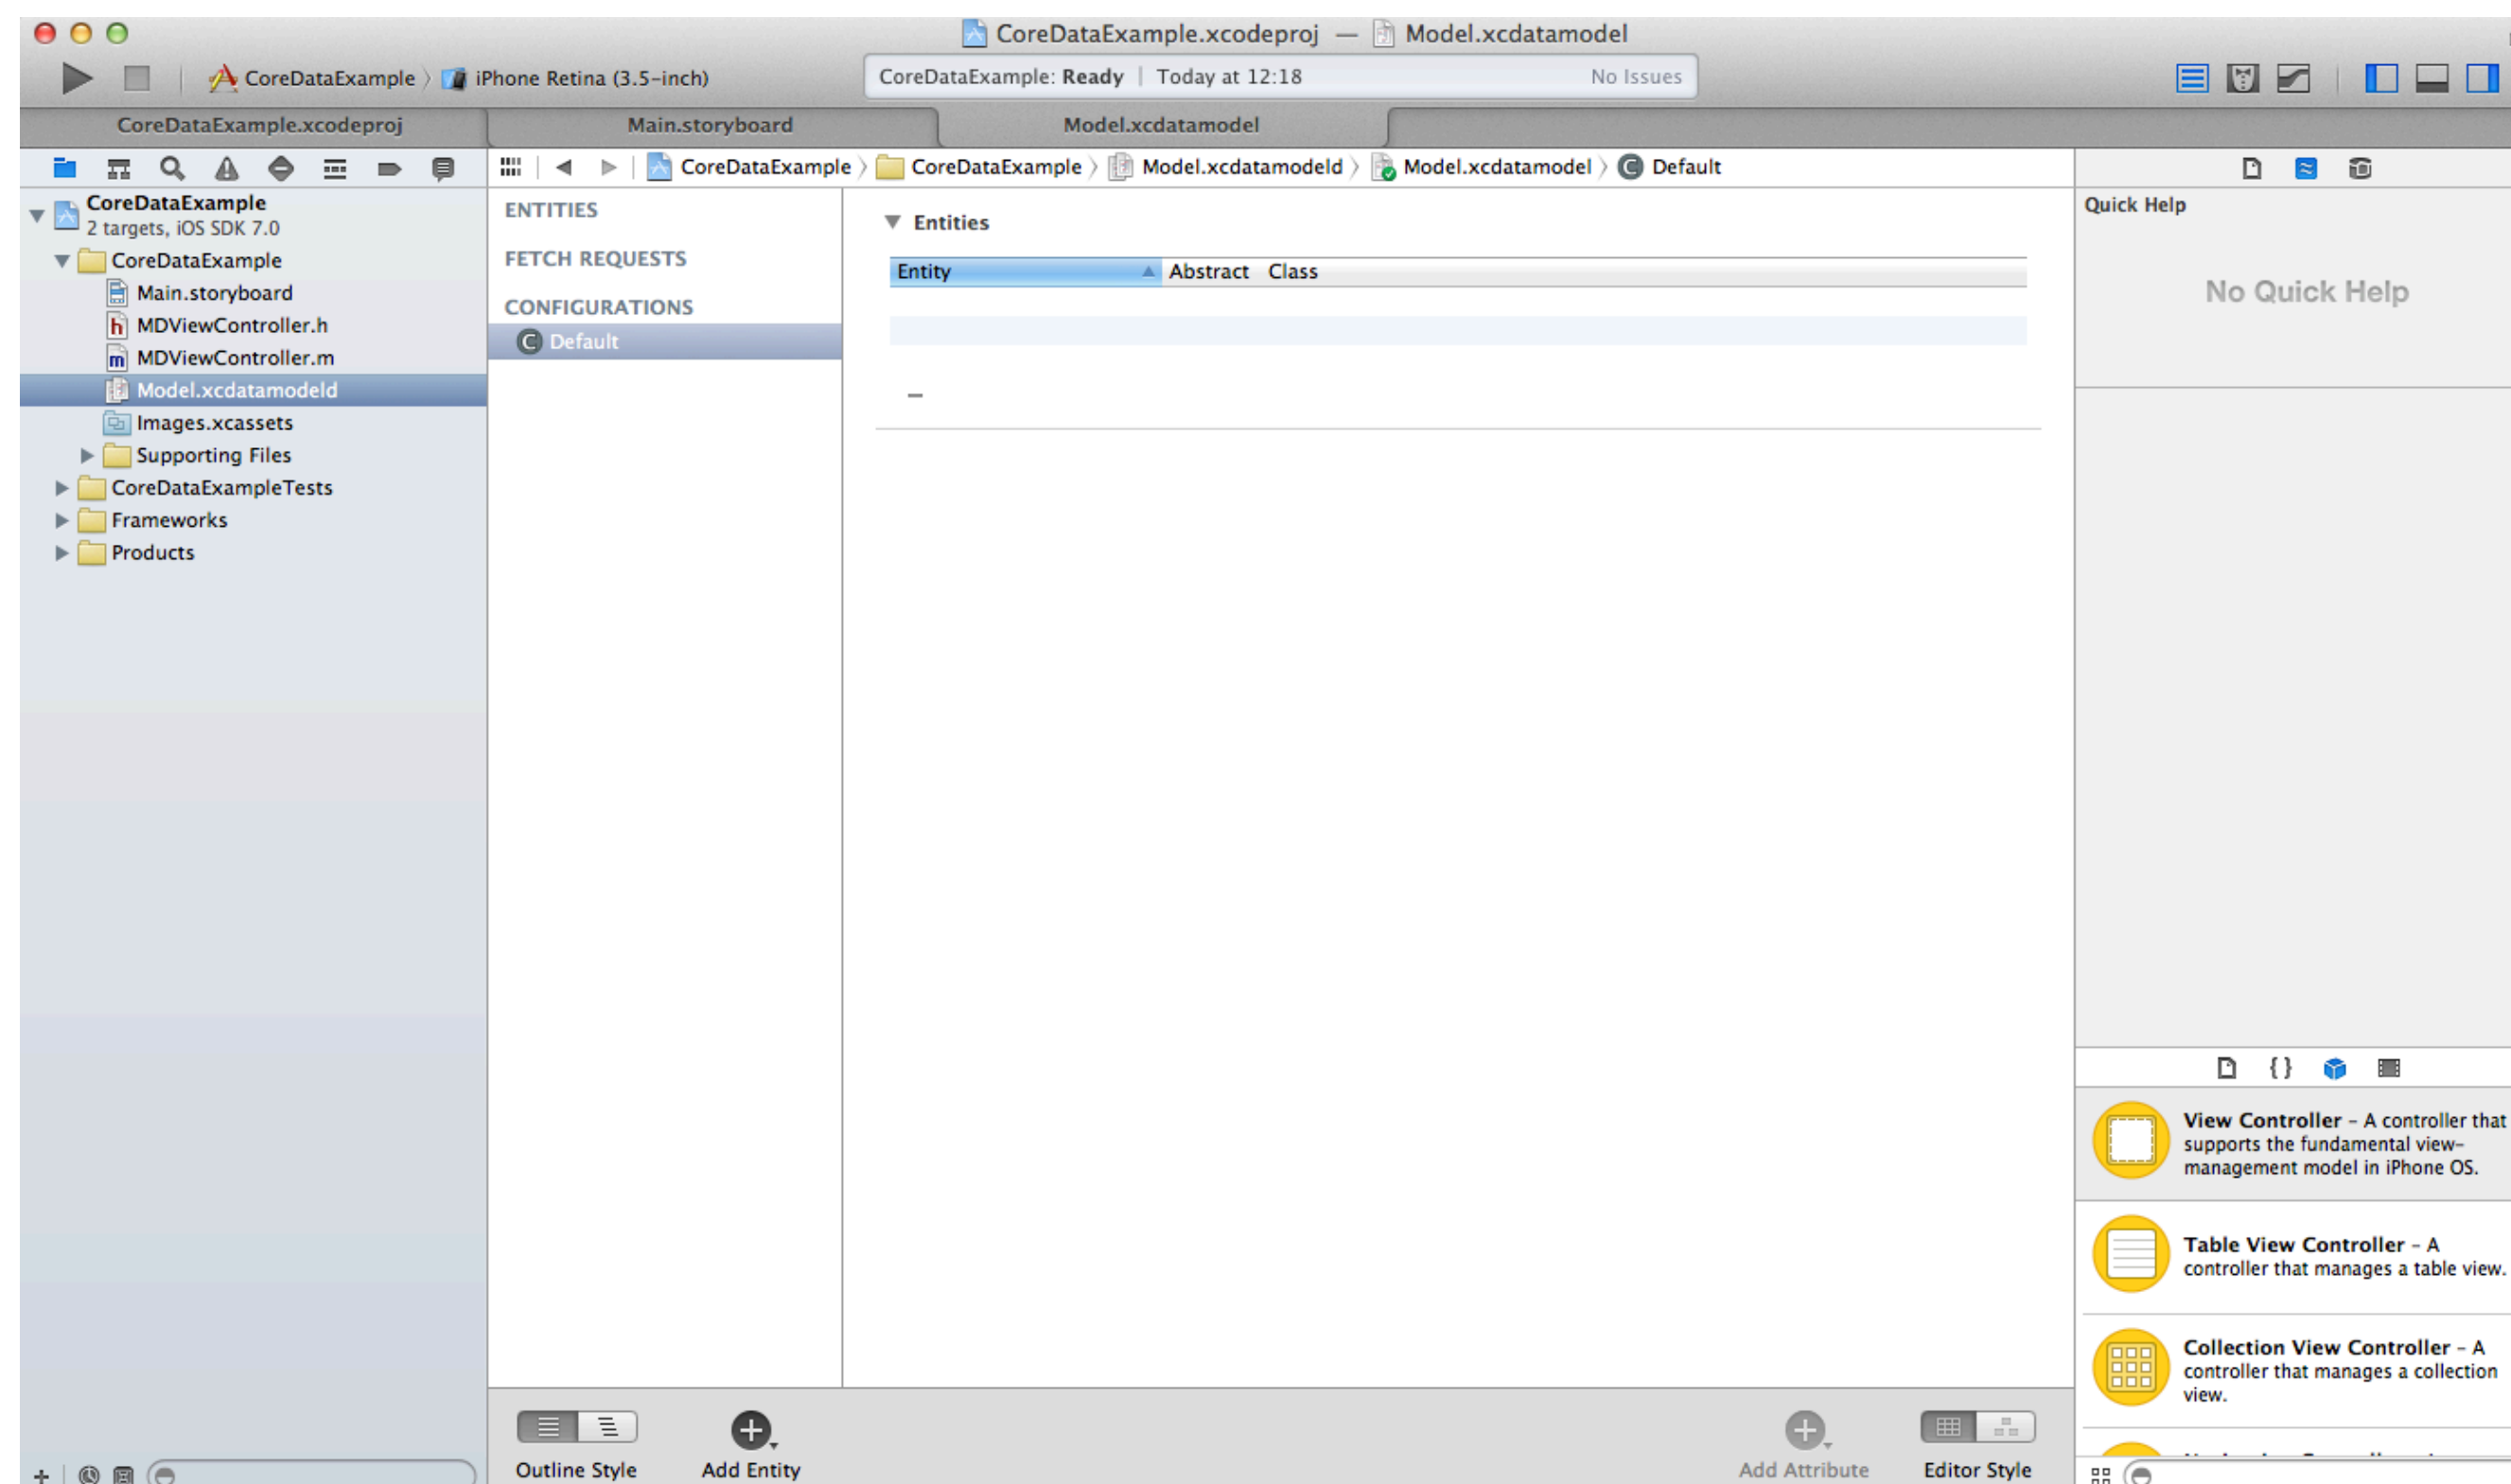 CoreDataExample.xcodeproj — Model.xcdatamodel
CoreDataExample 〉 iPhone Retina (3.5-inch)
CoreDataExample: Ready | Today at 12:18
No Issues
CoreDataExample.xcodeproj
Main.storyboard
Model.xcdatamodel
CoreDataExample 〉 CoreDataExample 〉 Model.xcdatamodeld 〉 Model.xcdatamodel 〉 C Default
CoreDataExample
2 targets, iOS SDK 7.0
CoreDataExample
Main.storyboard
h MDViewController.h
m MDViewController.m
Model.xcdatamodeld
Images.xcassets
Supporting Files
CoreDataExampleTests
Frameworks
Products
ENTITIES
FETCH REQUESTS
CONFIGURATIONS
C Default
Entities
Entity Abstract Class
Quick Help
No Quick Help
View Controller – A controller that
supports the fundamental view-
management model in iPhone OS.
Table View Controller – A
controller that manages a table view.
Collection View Controller – A
controller that manages a collection
view.
Outline Style
Add Entity
Add Attribute
Editor Style